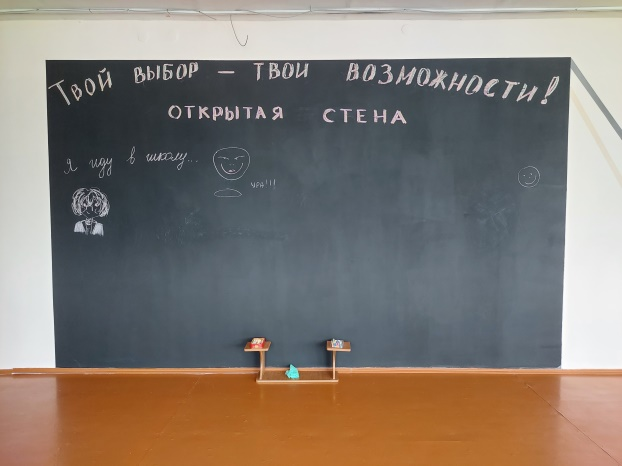 Твой выбор – твои возможности!
ОТКРЫТАЯ СТЕНА
Я иду в школу...
УРА!!!